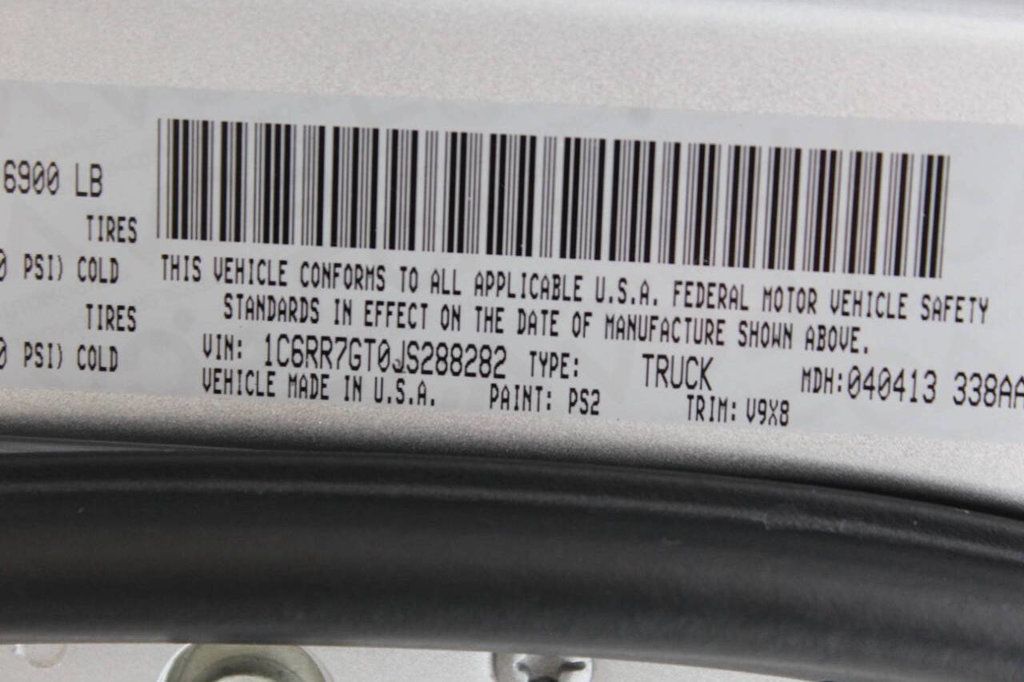 6900 LB
TIRES
0 PSI) COLD
TIRES
0 PSI) COLD
THIS VEHICLE CONFORMS TO ALL APPLICABLE U.S.A. FEDERAL MOTOR VEHICLE SAFETY
STANDARDS IN EFFECT ON THE DATE OF MANUFACTURE SHOWN ABOVE.
VIN: 1C6RR7GT0JS288282 TYPE: TRUCK MDH:040413 338AA
VEHICLE MADE IN U.S.A. PAINT: PS2 TRIM: V9X8